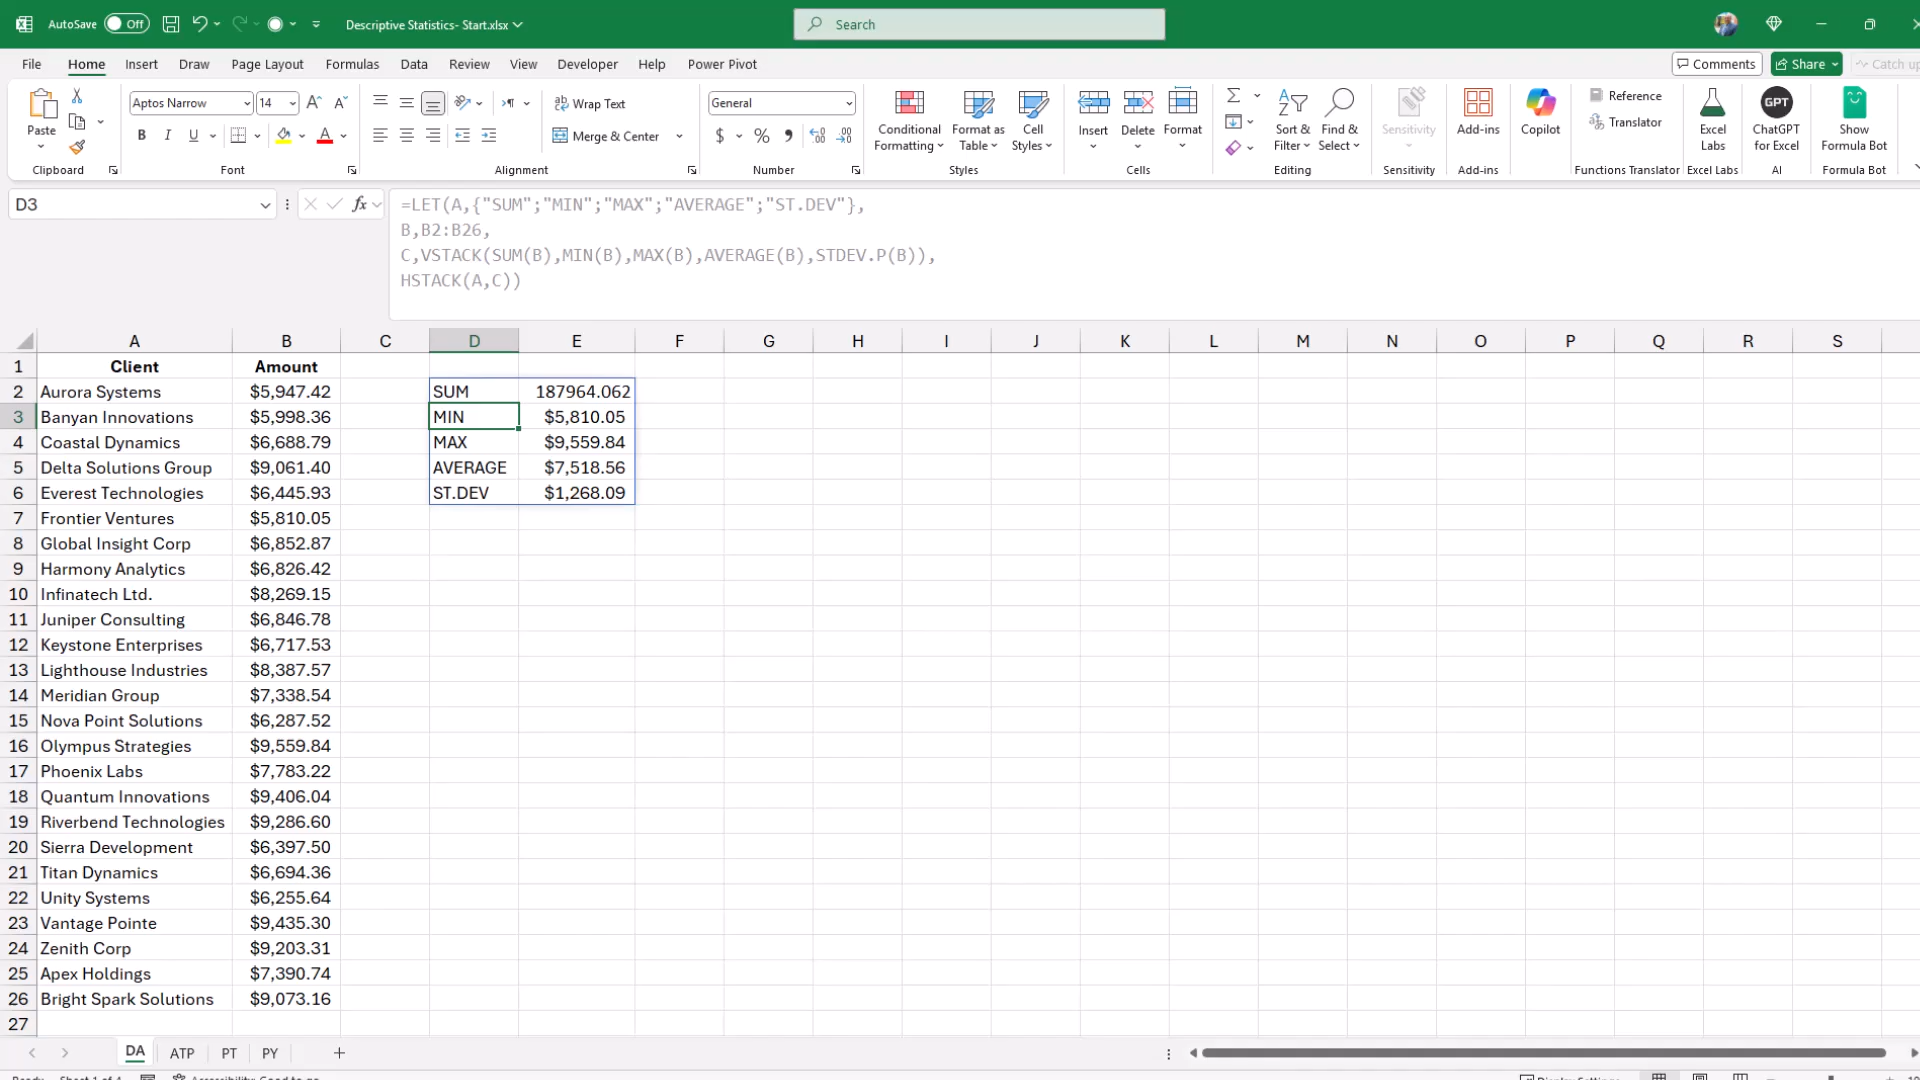 AutoSave Off Descriptive Statistics- Start.xlsx Search
File Home Insert Draw Page Layout Formulas Data Review View Developer Help Power Pivot Comments Share Catch up
Aptos Narrow 14 Wrap Text General Reference
Paste B I U Merge & Center $ % Conditional Formatting Format as Table Cell Styles Insert Delete Format Sort & Filter Find & Select Sensitivity Add-ins Copilot Translator Excel Labs GPT ChatGPT for Excel Show Formula Bot
Clipboard Font Alignment Number Styles Cells Editing Sensitivity Add-ins Functions Translator Excel Labs AI Formula Bot
D3 fx =LET(A,{"SUM";"MIN";"MAX";"AVERAGE";"ST.DEV"},
B,B2:B26,
C,VSTACK(SUM(B),MIN(B),MAX(B),AVERAGE(B),STDEV.P(B)),
HSTACK(A,C))
A B C D E F G H I J K L M N O P Q R S
1 Client Amount
2 Aurora Systems $5,947.42 SUM 187964.062
3 Banyan Innovations $5,998.36 MIN $5,810.05
4 Coastal Dynamics $6,688.79 MAX $9,559.84
5 Delta Solutions Group $9,061.40 AVERAGE $7,518.56
6 Everest Technologies $6,445.93 ST.DEV $1,268.09
7 Frontier Ventures $5,810.05
8 Global Insight Corp $6,852.87
9 Harmony Analytics $6,826.42
10 Infinatech Ltd. $8,269.15
11 Juniper Consulting $6,846.78
12 Keystone Enterprises $6,717.53
13 Lighthouse Industries $8,387.57
14 Meridian Group $7,338.54
15 Nova Point Solutions $6,287.52
16 Olympus Strategies $9,559.84
17 Phoenix Labs $7,783.22
18 Quantum Innovations $9,406.04
19 Riverbend Technologies $9,286.60
20 Sierra Development $6,397.50
21 Titan Dynamics $6,694.36
22 Unity Systems $6,255.64
23 Vantage Pointe $9,435.30
24 Zenith Corp $9,203.31
25 Apex Holdings $7,390.74
26 Bright Spark Solutions $9,073.16
27
DA ATP PT PY